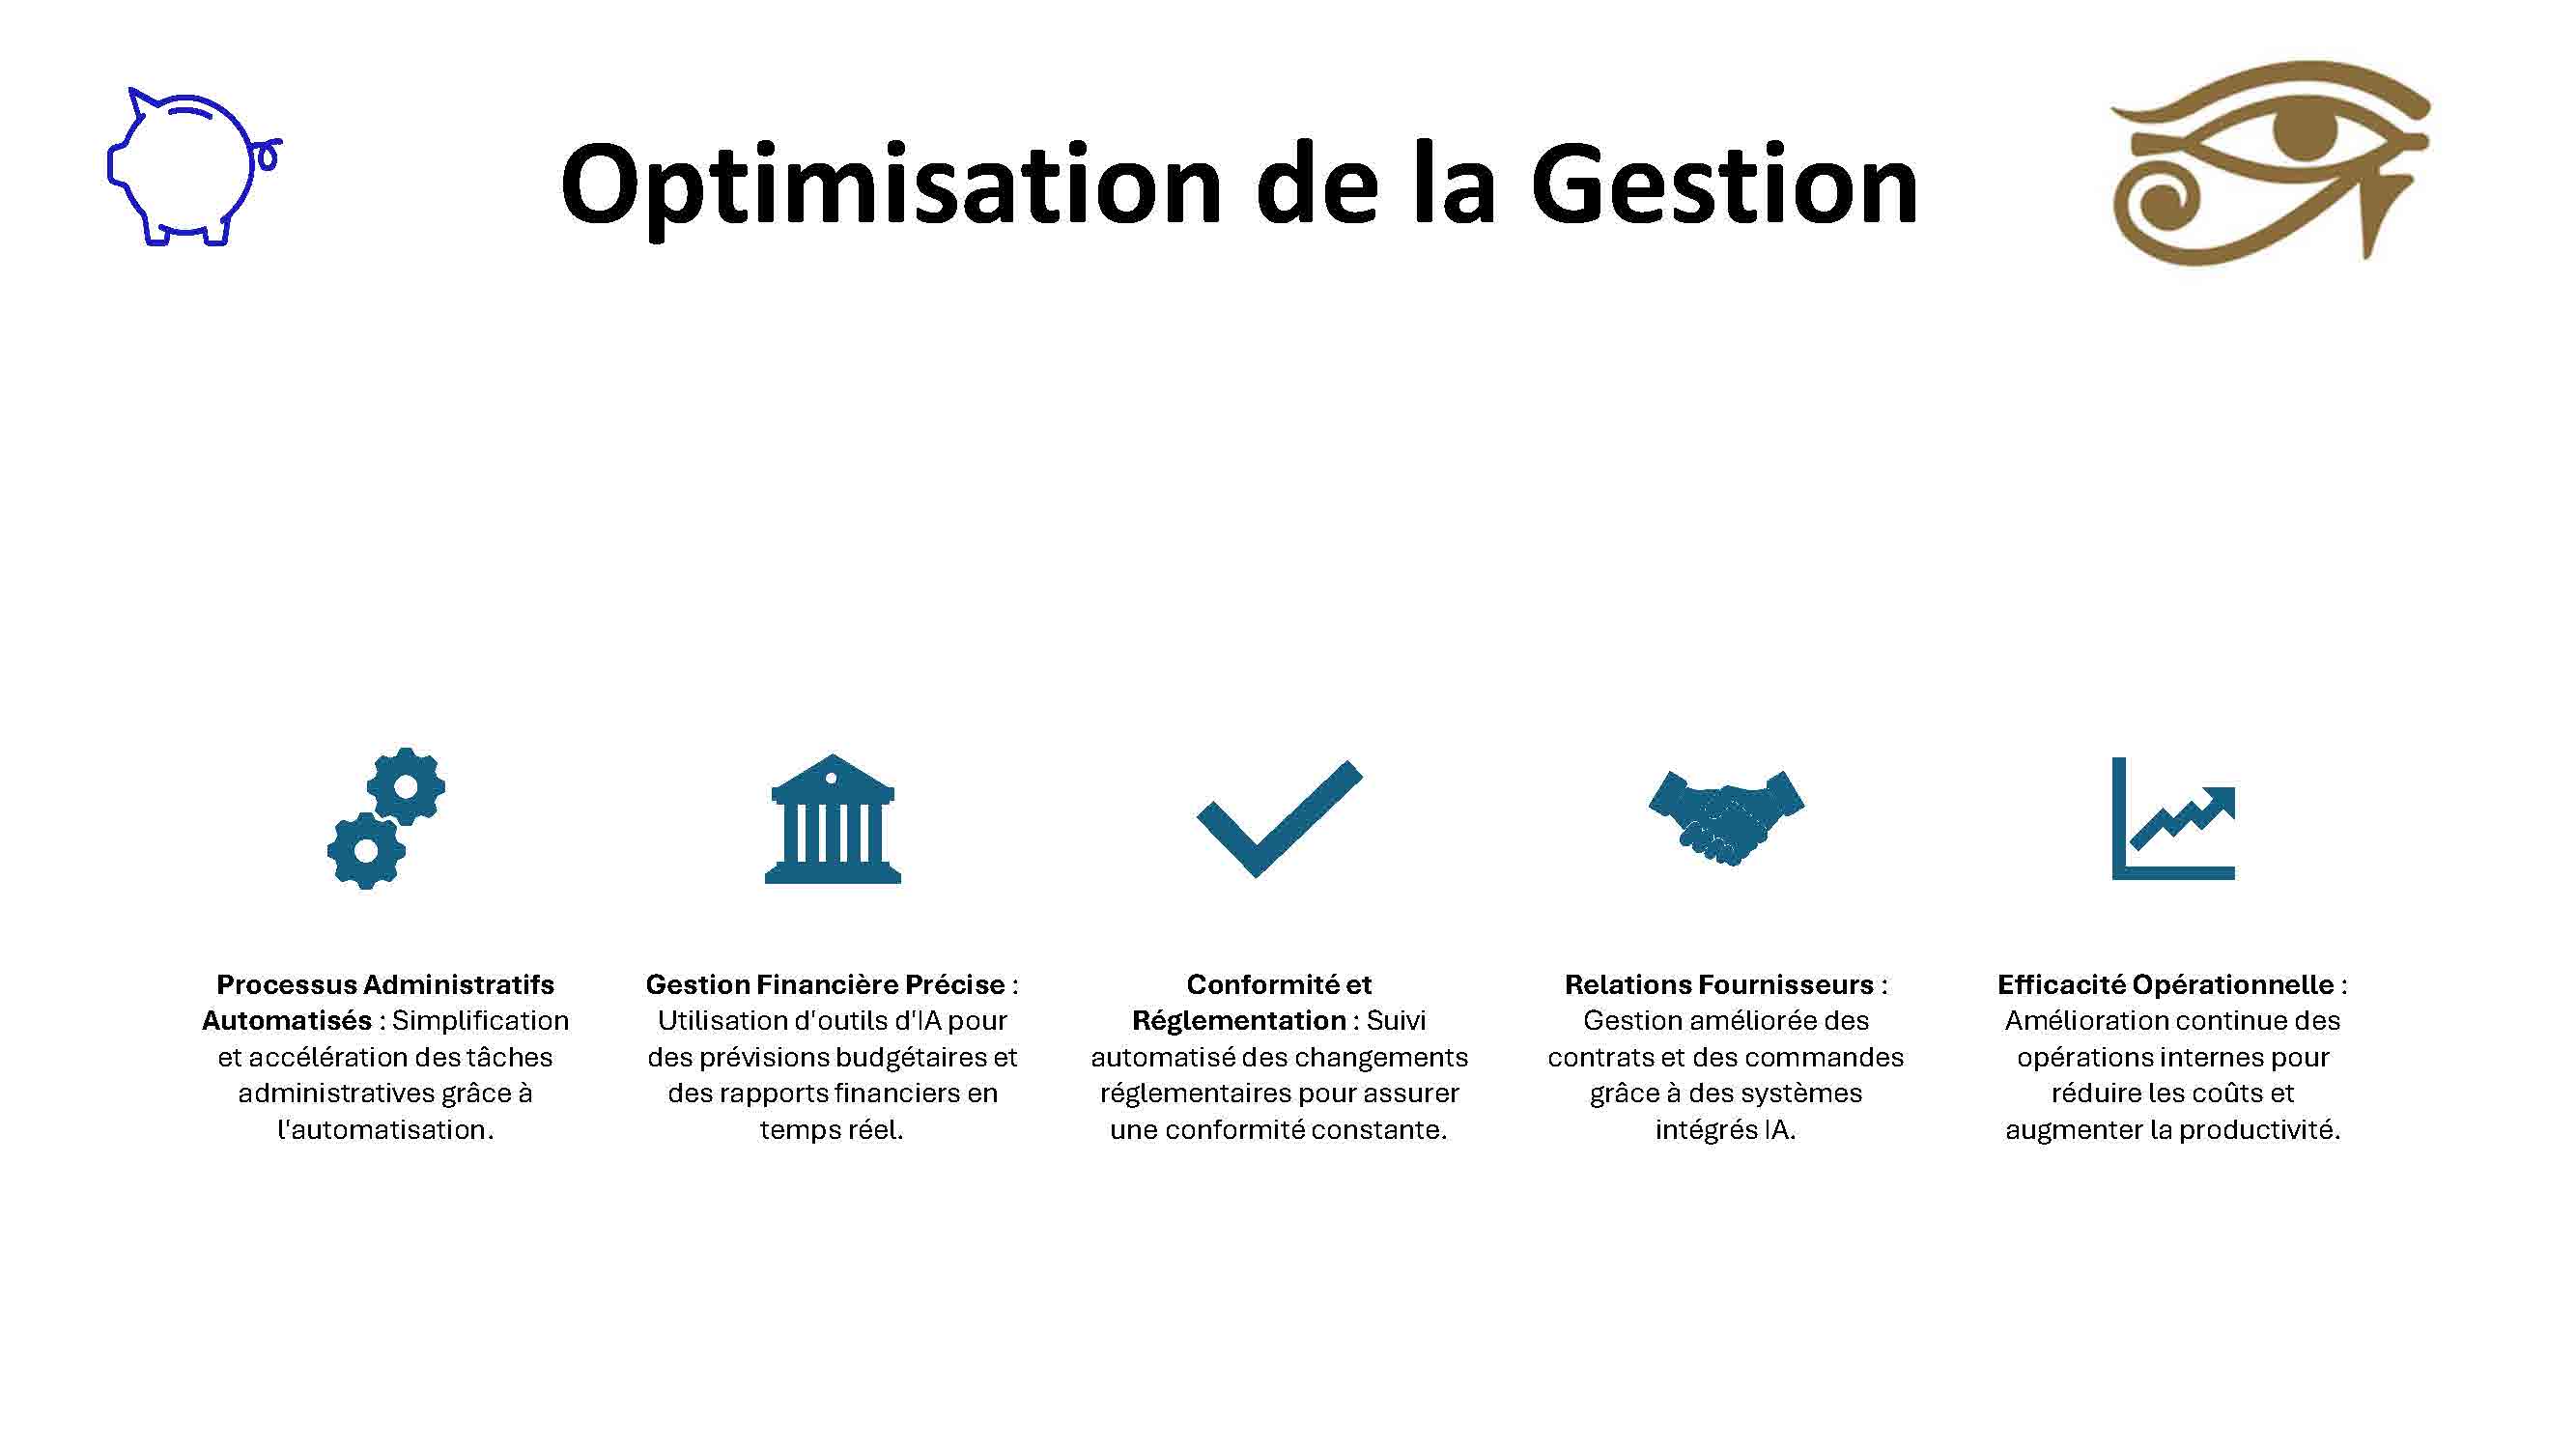 Optimisation de la Gestion
Processus Administratifs
Automatisés : Simplification
et accélération des tâches
administratives grâce à
l'automatisation.
Gestion Financière Précise :
Utilisation d'outils d'IA pour
des prévisions budgétaires et
des rapports financiers en
temps réel.
Conformité et
Réglementation : Suivi
automatisé des changements
réglementaires pour assurer
une conformité constante.
Relations Fournisseurs :
Gestion améliorée des
contrats et des commandes
grâce à des systèmes
intégrés IA.
Efficacité Opérationnelle :
Amélioration continue des
opérations internes pour
réduire les coûts et
augmenter la productivité.